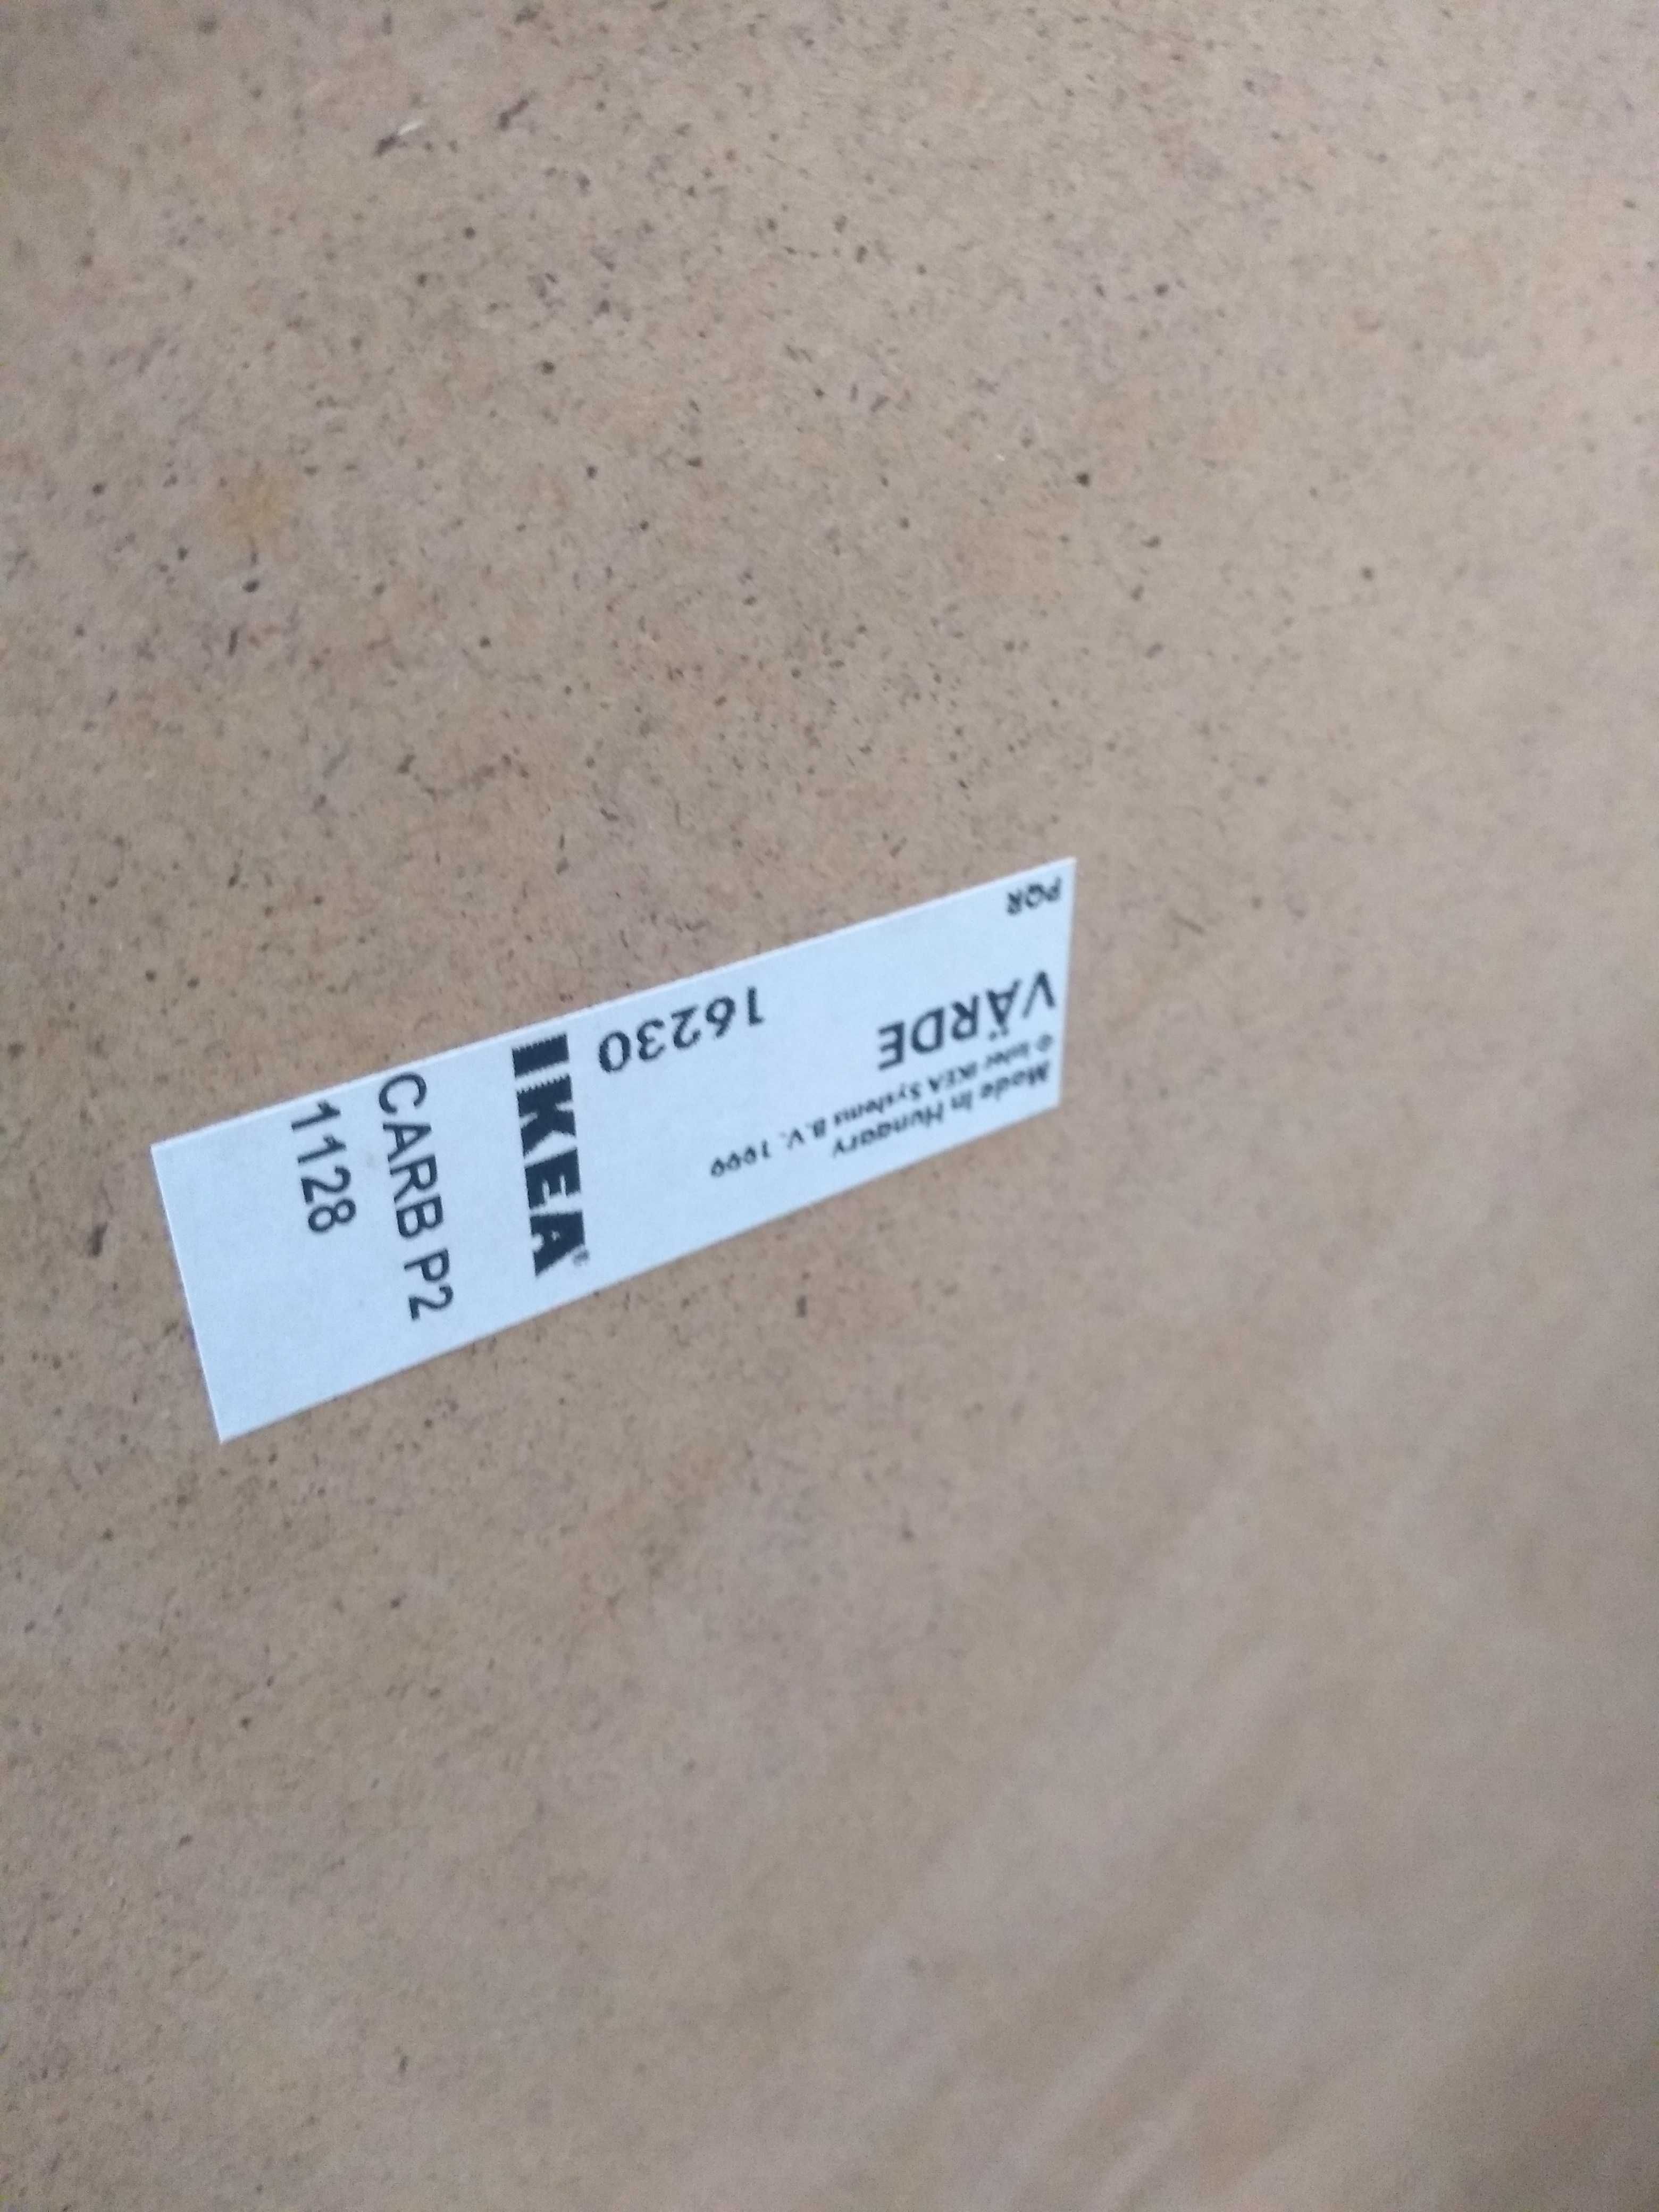 PQR
VÄRDE
© Inter IKEA Systems B.V. 1999
Made in Hungary
16230
IKEA®
CARB P2
1128